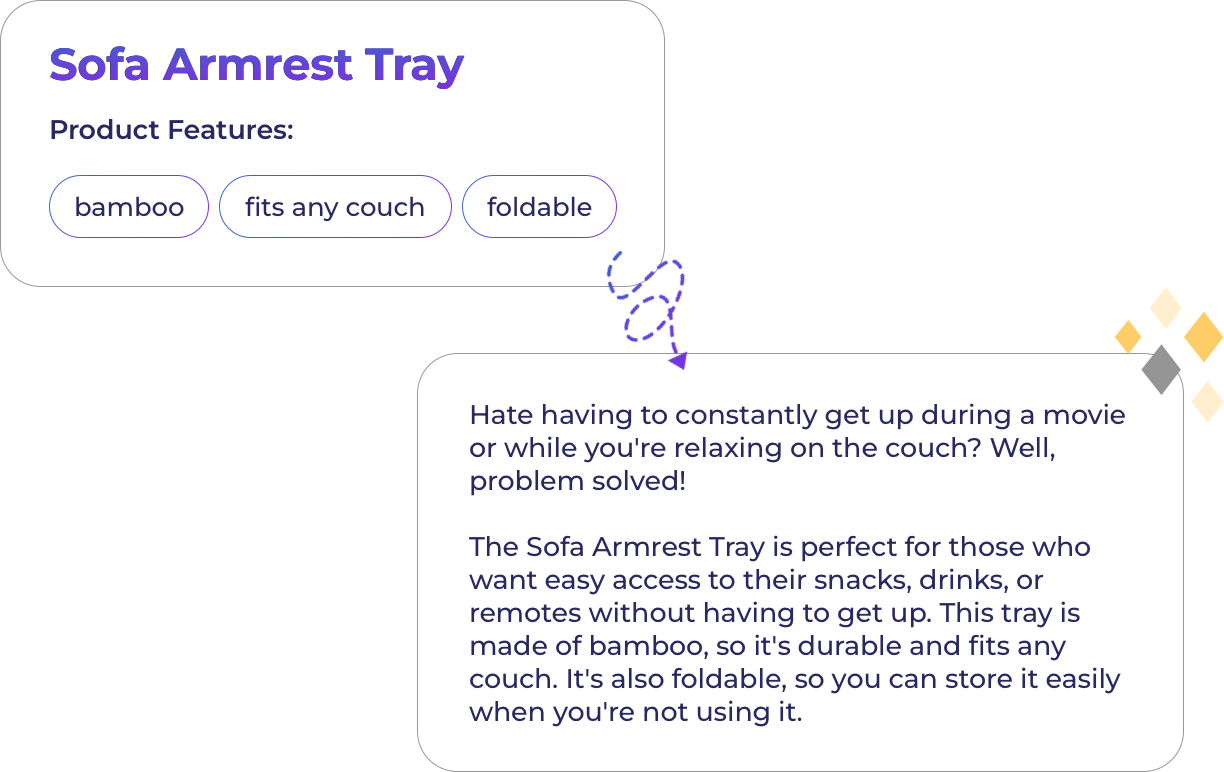 Sofa Armrest Tray
Product Features:
bamboo fits any couch foldable
Hate having to constantly get up during a movie
or while you're relaxing on the couch? Well,
problem solved!
The Sofa Armrest Tray is perfect for those who
want easy access to their snacks, drinks, or
remotes without having to get up. This tray is
made of bamboo, so it's durable and fits any
couch. It's also foldable, so you can store it easily
when you're not using it.